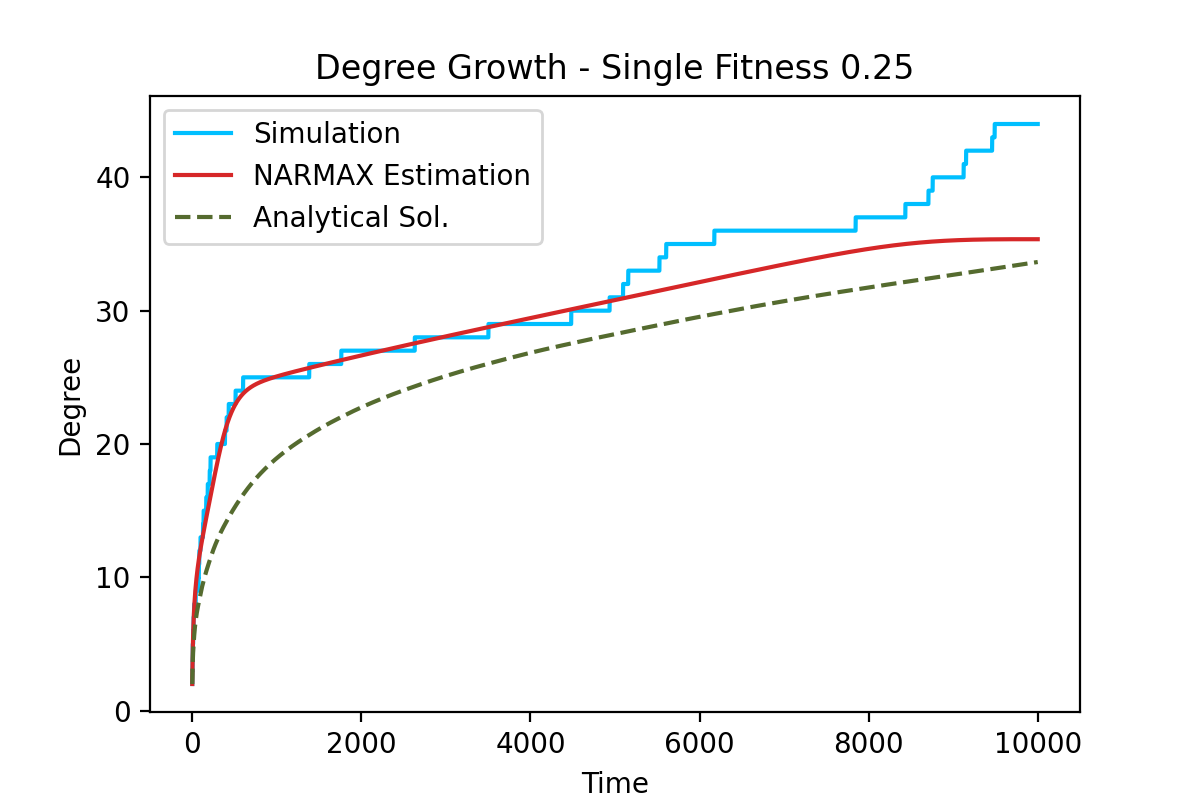 Degree Growth - Single Fitness 0.25
Simulation
NARMAX Estimation
Analytical Sol.
40
30
20
10
0
Degree
0 2000 4000 6000 8000 10000
Time